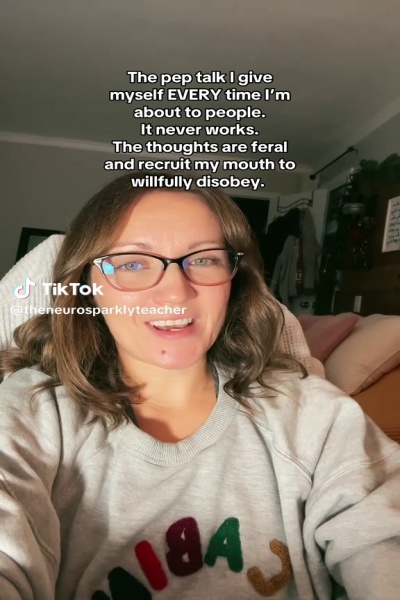 The pep talk I give
myself EVERY time I'm
about to people.
It never works.
The thoughts are feral
and recruit my mouth to
willfully disobey.
TikTok
@theneurosparklyteacher